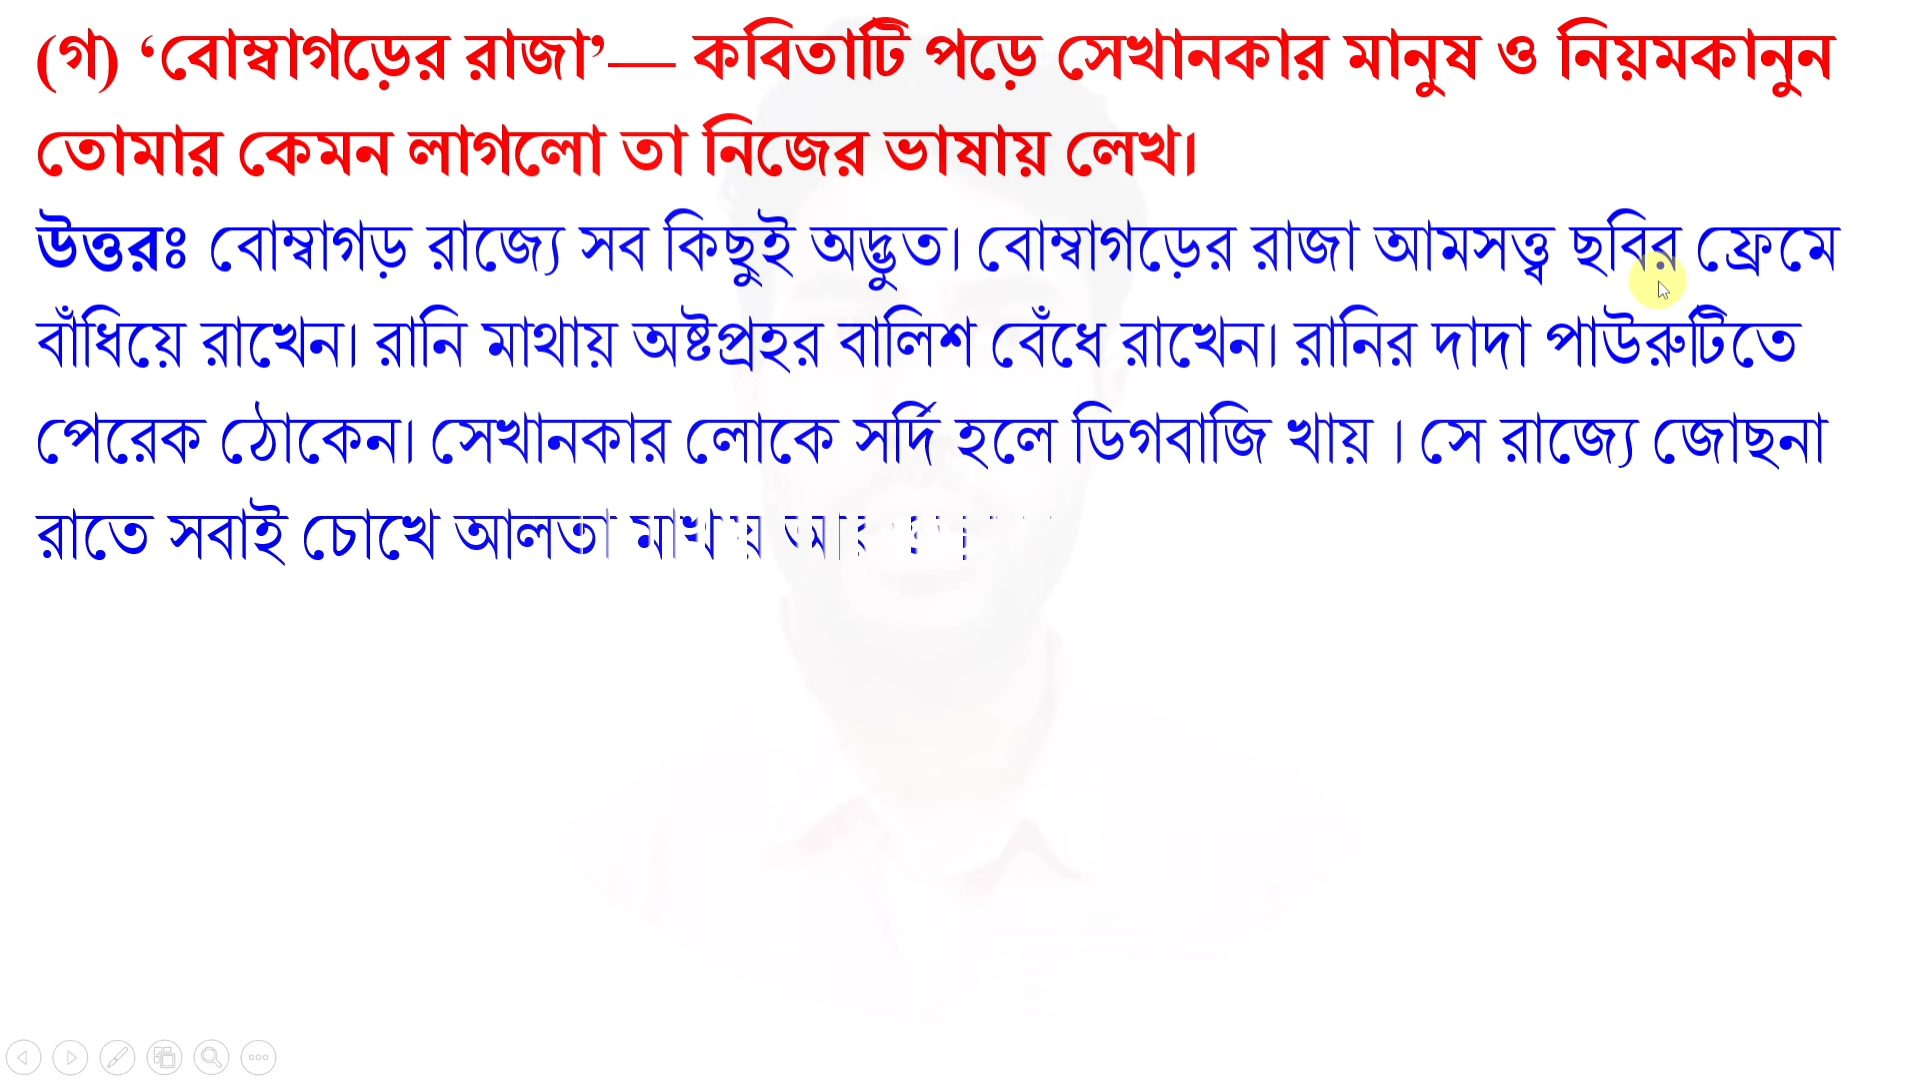 (গ) ‘বোম্বাগড়ের রাজা’— কবিতাটি পড়ে সেখানকার মানুষ ও নিয়মকানুন
তোমার কেমন লাগলো তা নিজের ভাষায় লেখ।
উত্তরঃ বোম্বাগড় রাজ্যে সব কিছুই অদ্ভুত। বোম্বাগড়ের রাজা আমসত্ত্ব ছবির ফ্রেমে
বাঁধিয়ে রাখেন। রানি মাথায় অষ্টপ্রহর বালিশ বেঁধে রাখেন। রানির দাদা পাউরুটিতে
পেরেক ঠোকেন। সেখানকার লোকে সর্দি হলে ডিগবাজি খায় । সে রাজ্যে জোছনা
রাতে সবাই চোখে আলতা মাখায় আর